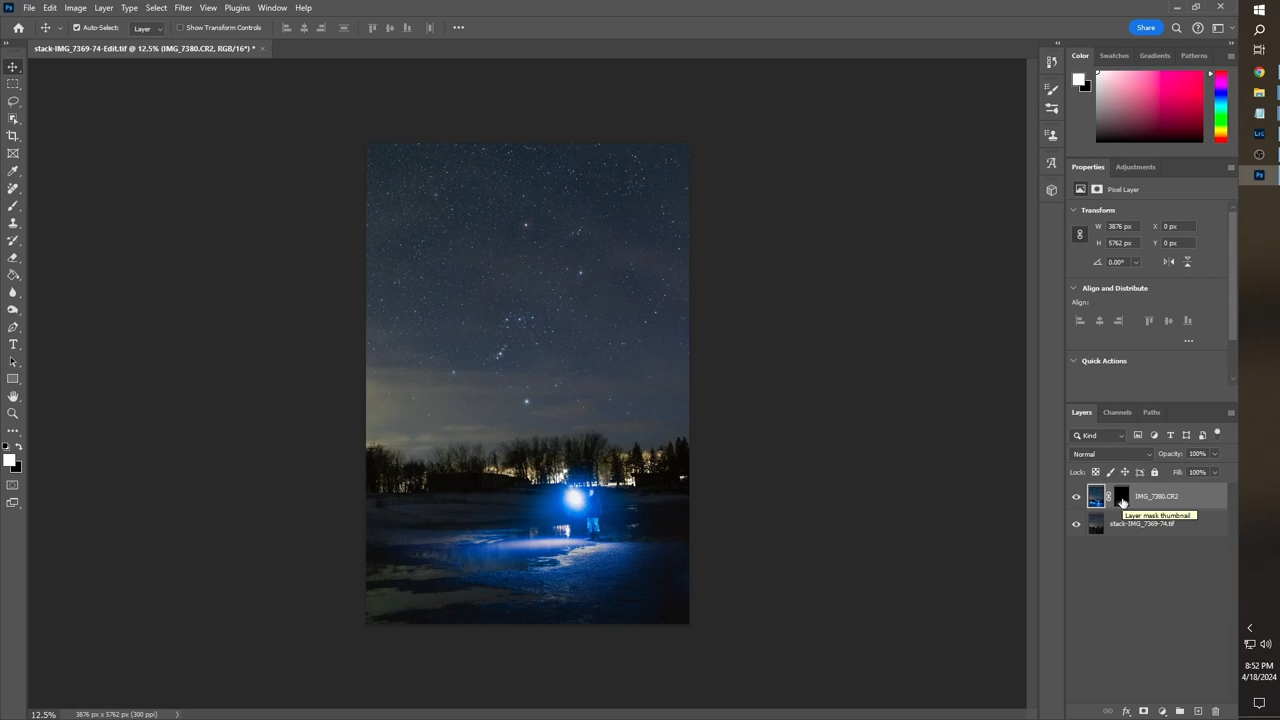 Ps File Edit Image Layer Type Select Filter View Plugins Window Help
Auto-Select: Layer Show Transform Controls Share
stack-IMG_7369-74-Edit.tif @ 12.5% (IMG_7380.CR2, RGB/16*) *
Color Swatches Gradients Patterns
Properties Adjustments
Pixel Layer
Transform
W 3876 px X 0 px
H 5762 px Y 0 px
0.00°
Align and Distribute
Align:
Quick Actions
Layers Channels Paths
Kind
Normal Opacity: 100%
Lock: Fill: 100%
IMG_7380.CR2
Layer mask thumbnail
stack-IMG_7369-74.tif
12.5% 3876 px x 5762 px (300 ppi)
Lrc
Ps
8:52 PM
4/18/2024